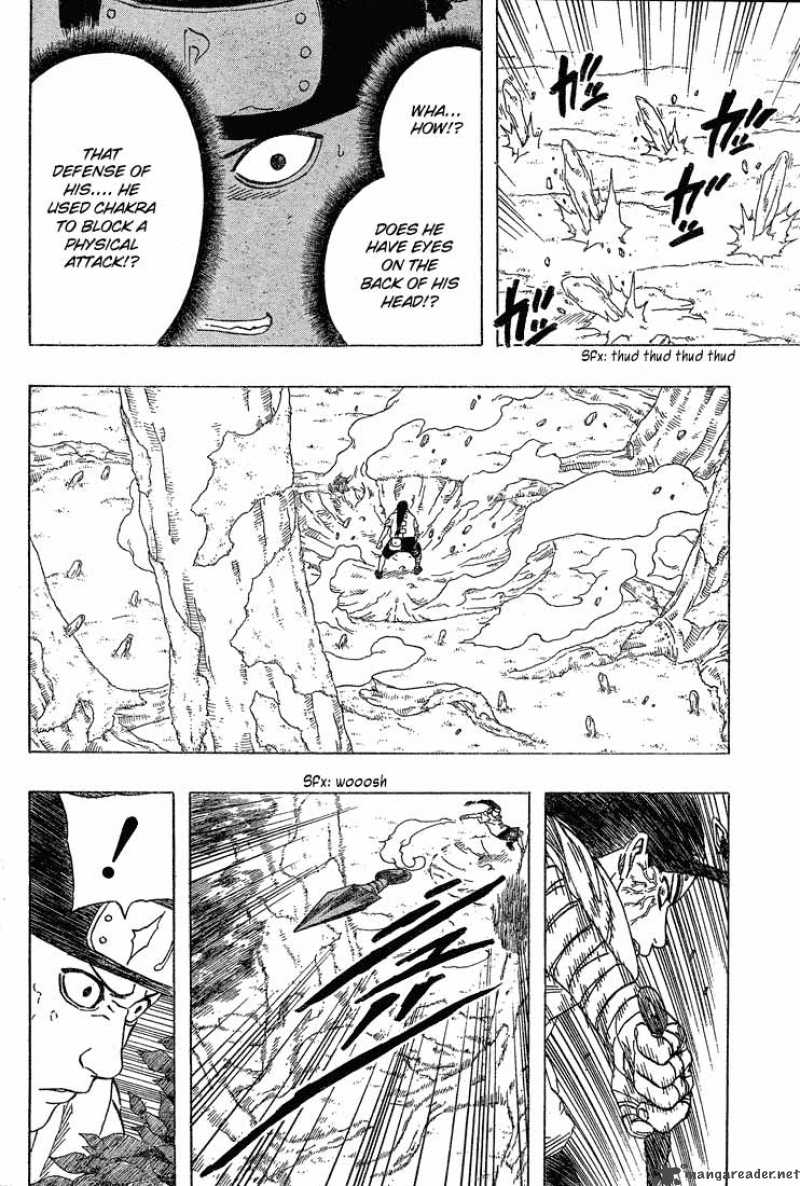 ガッ
ガッ
ガッ
ガッ
Sfx: thud thud thud thud
WHA...
HOW!?
DOES HE
HAVE EYES
ON THE
BACK OF HIS
HEAD!?
THAT
DEFENSE OF
HIS.... HE
USED CHAKRA
TO BLOCK A
PHYSICAL
ATTACK!?
Sfx: wooosh
!
mangareader.net